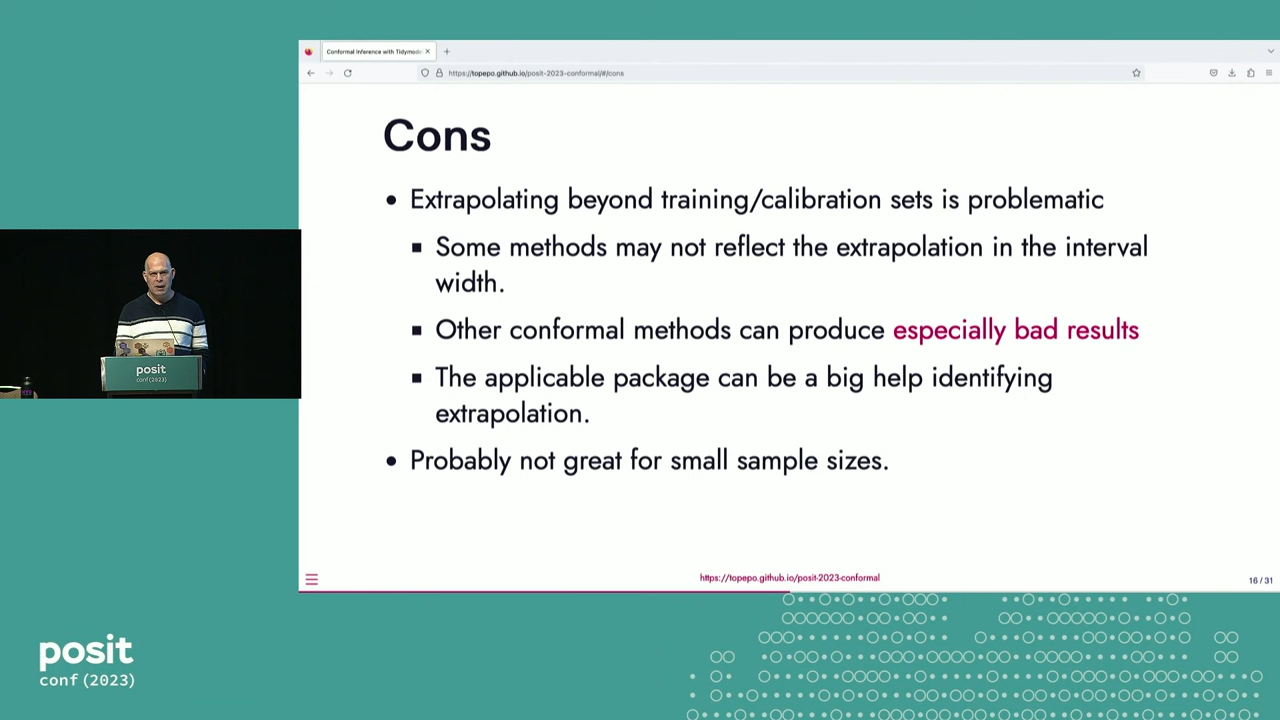 Conformal Inference with Tidymode
https://topepo.github.io/posit-2023-conformal/#/cons
Cons
Extrapolating beyond training/calibration sets is problematic
Some methods may not reflect the extrapolation in the interval
width.
Other conformal methods can produce especially bad results
The applicable package can be a big help identifying
extrapolation.
Probably not great for small sample sizes.
https://topepo.github.io/posit-2023-conformal
16 / 31
posit
conf(2023)
posit
conf(2023)